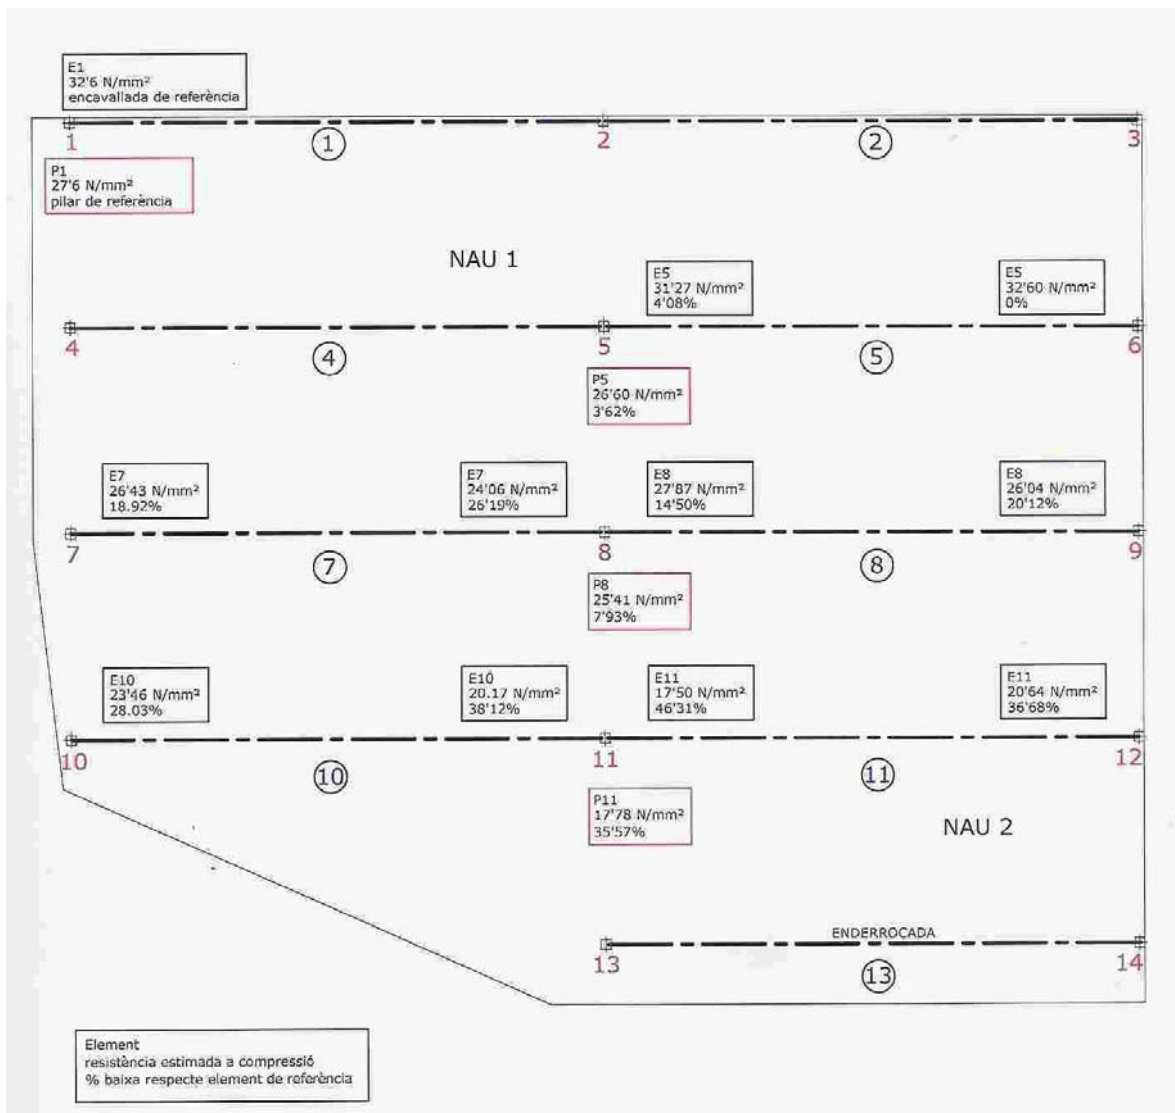 E1
32'6 N/mm²
encavallada de referència
1
1
2
2
3
P1
27'6 N/mm²
pilar de referència
NAU 1
E5
31'27 N/mm²
4'08%
E5
32'60 N/mm²
0%
4
4
5
5
6
P5
26'60 N/mm²
3'62%
E7
26'43 N/mm²
18.92%
E7
24'06 N/mm²
26'19%
E8
27'87 N/mm²
14'50%
E8
26'04 N/mm²
20'12%
7
7
8
8
9
P8
25'41 N/mm²
7'93%
E10
23'46 N/mm²
28.03%
E10
20.17 N/mm²
38'12%
E11
17'50 N/mm²
46'31%
E11
20'64 N/mm²
36'68%
10
10
11
11
12
P11
17'78 N/mm²
35'57%
NAU 2
ENDERROCADA
13
13
14
Element
resistència estimada a compressió
% baixa respecte element de referència